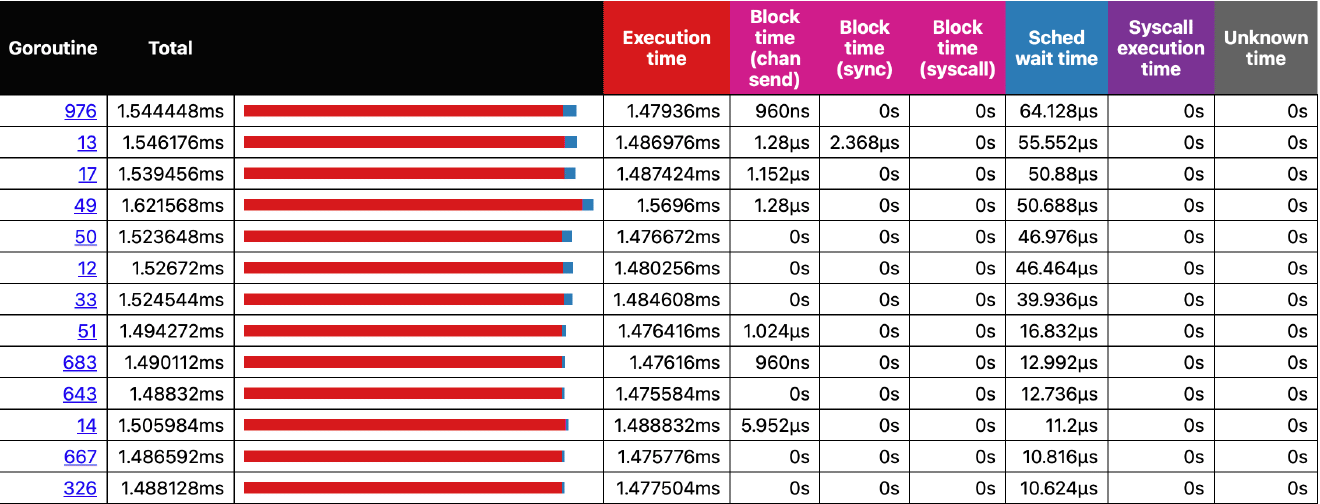 Goroutine Total Execution time Block time (chan send) Block time (sync) Block time (syscall) Sched wait time Syscall execution time Unknown time
976 1.544448ms 1.47936ms 960ns 0s 0s 64.128µs 0s 0s
13 1.546176ms 1.486976ms 1.28µs 2.368µs 0s 55.552µs 0s 0s
17 1.539456ms 1.487424ms 1.152µs 0s 0s 50.88µs 0s 0s
49 1.621568ms 1.5696ms 1.28µs 0s 0s 50.688µs 0s 0s
50 1.523648ms 1.476672ms 0s 0s 0s 46.976µs 0s 0s
12 1.52672ms 1.480256ms 0s 0s 0s 46.464µs 0s 0s
33 1.524544ms 1.484608ms 0s 0s 0s 39.936µs 0s 0s
51 1.494272ms 1.476416ms 1.024µs 0s 0s 16.832µs 0s 0s
683 1.490112ms 1.47616ms 960ns 0s 0s 12.992µs 0s 0s
643 1.48832ms 1.475584ms 0s 0s 0s 12.736µs 0s 0s
14 1.505984ms 1.488832ms 5.952µs 0s 0s 11.2µs 0s 0s
667 1.486592ms 1.475776ms 0s 0s 0s 10.816µs 0s 0s
326 1.488128ms 1.477504ms 0s 0s 0s 10.624µs 0s 0s